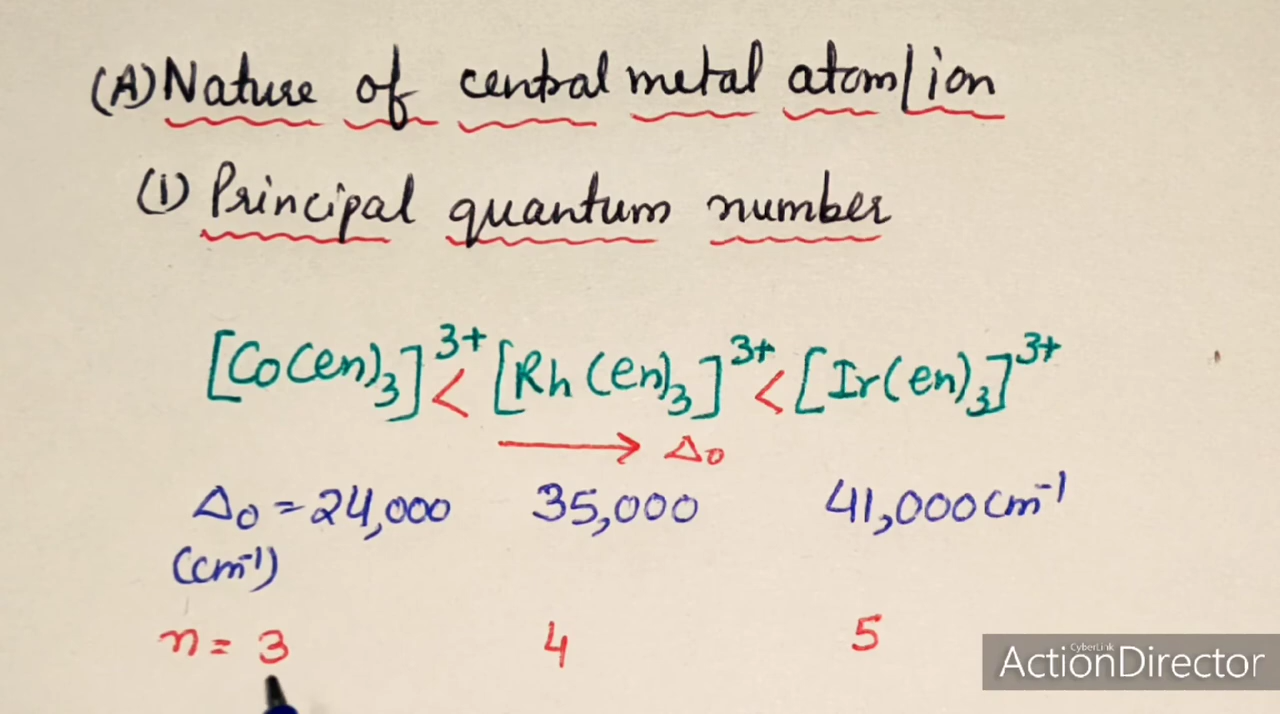 (A) Nature of central metal atom/ion
(1) Principal quantum number
[Co(en)3]3+ < [Rh(en)3]3+ < [Ir(en)3]3+
→ Δo
Δo = 24,000 35,000 41,000 cm-1
(cm-1)
n = 3 4 5
CyberLink
ActionDirector